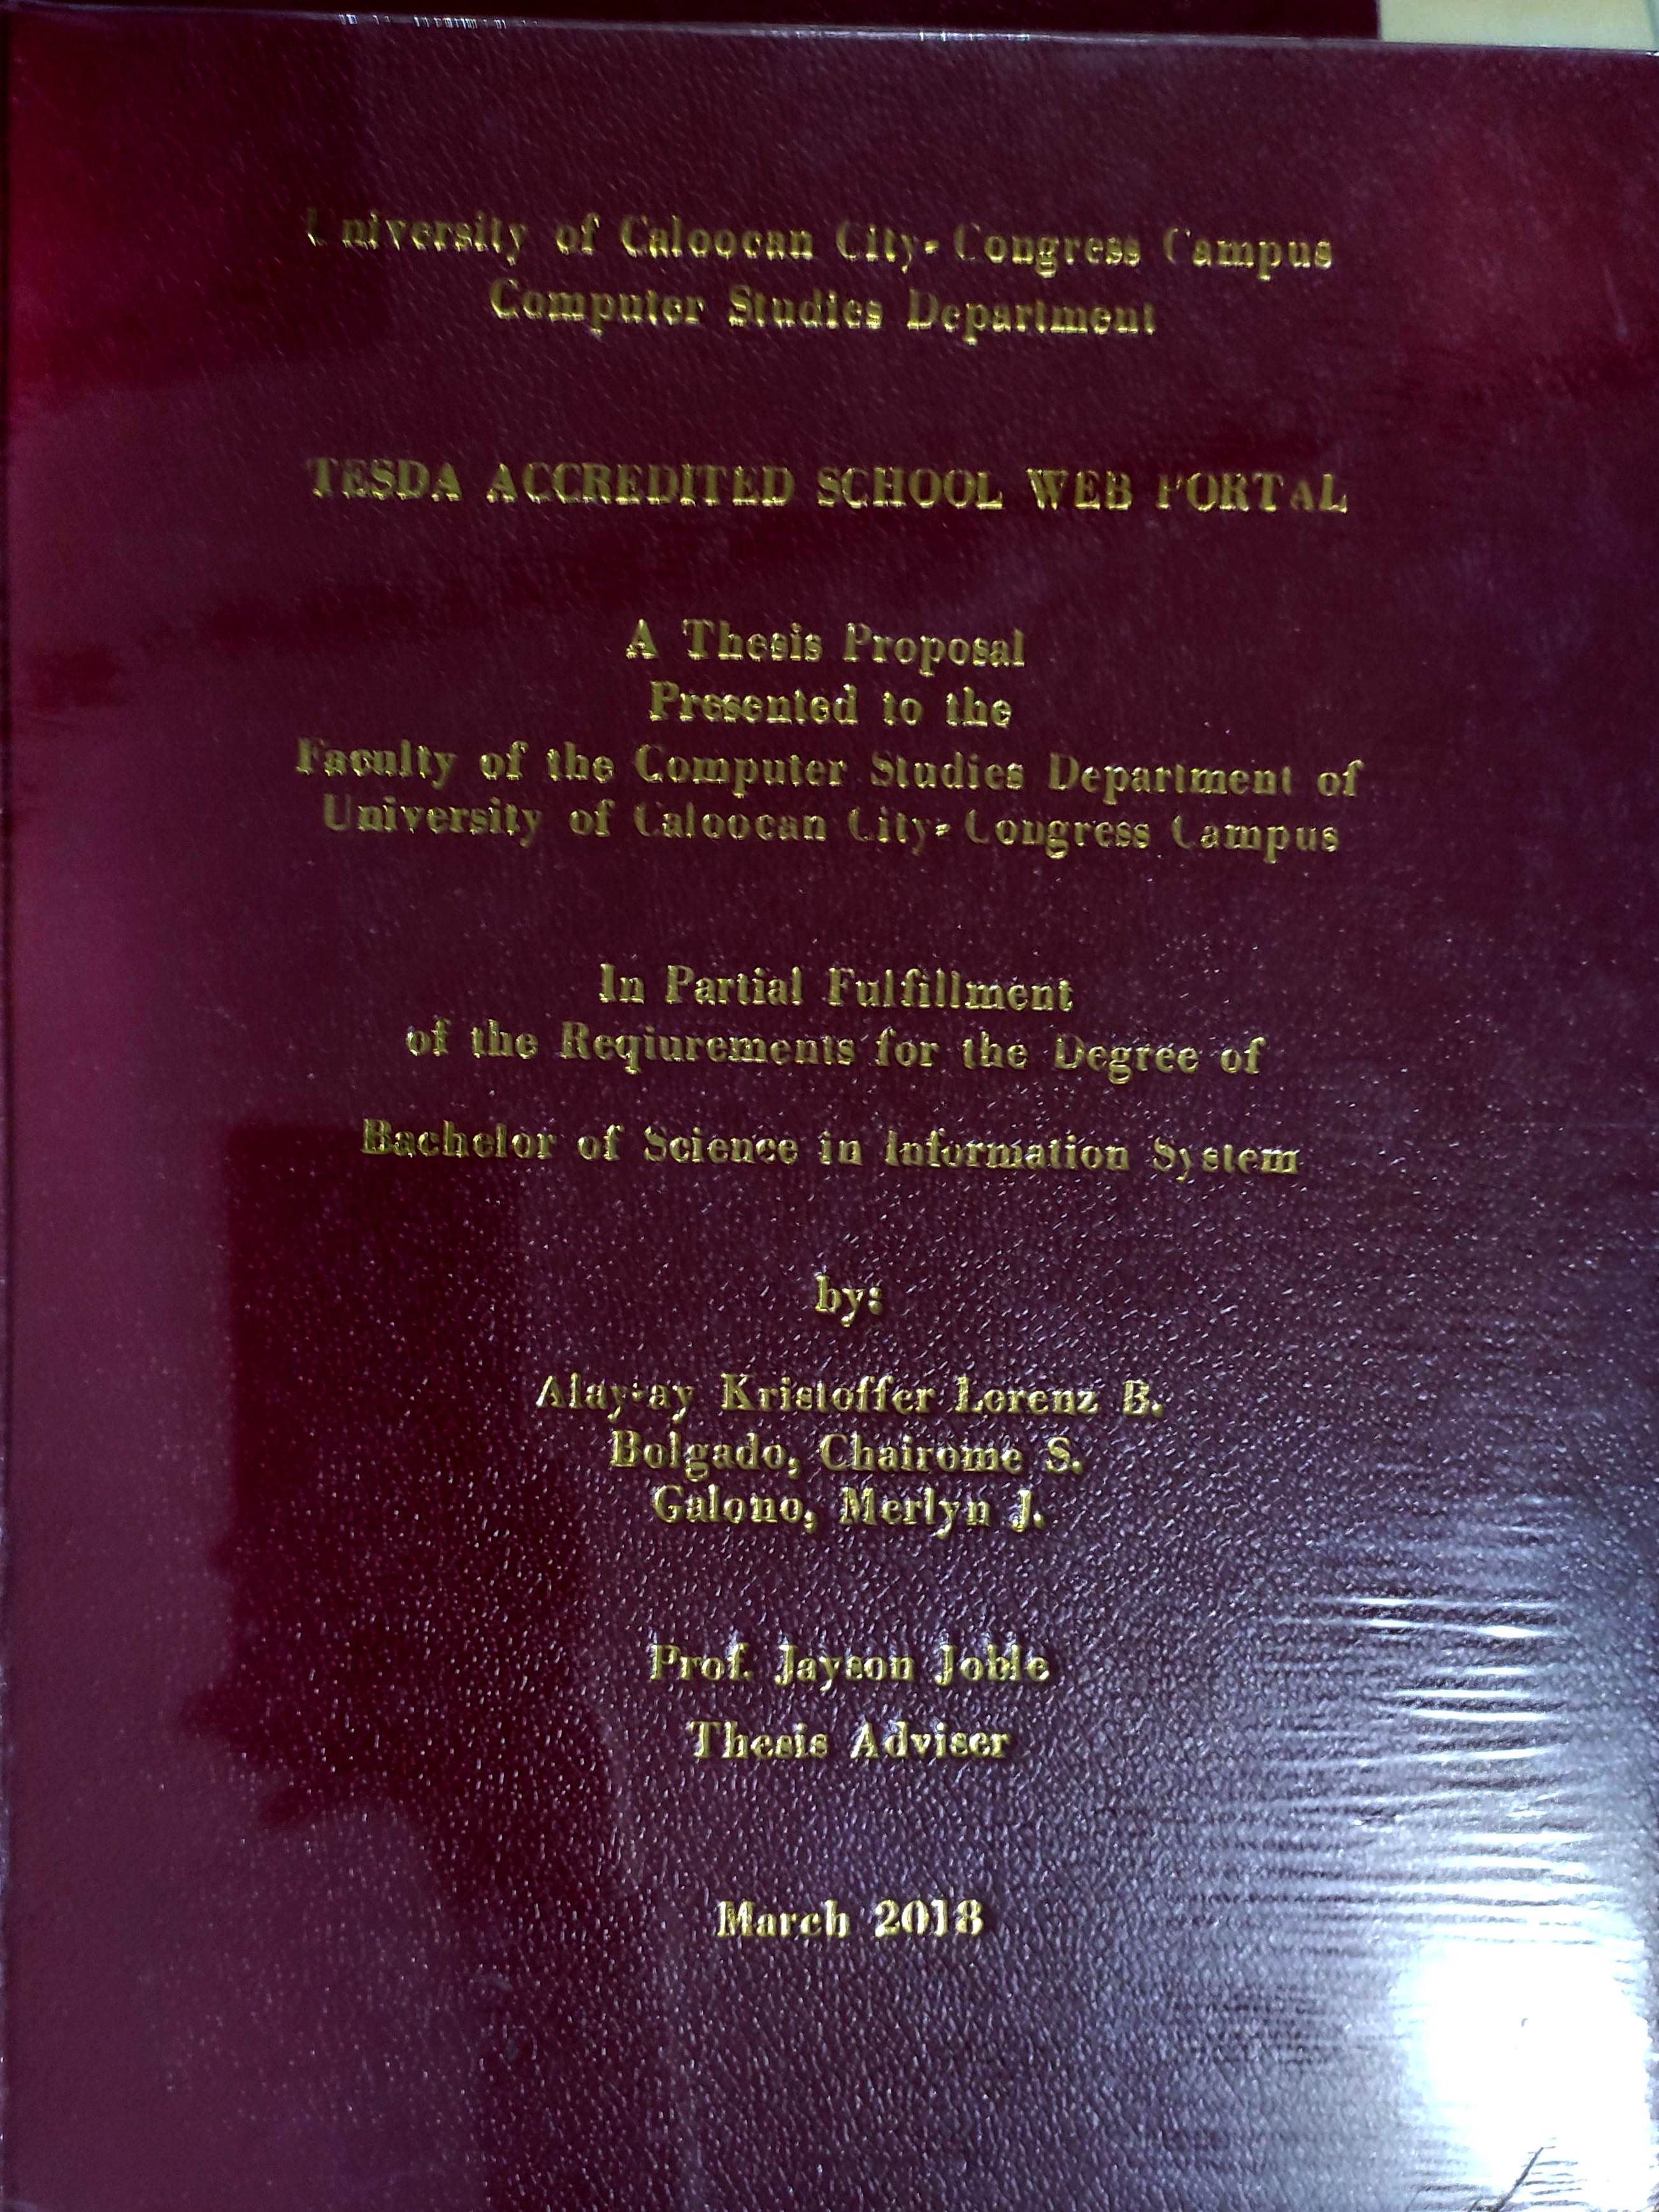 University of Caloocan City- Congress Campus
Computer Studies Department
TESDA ACCREDITED SCHOOL WEB PORTAL
A Thesis Proposal
Presented to the
Faculty of the Computer Studies Department of
University of Caloocan City- Congress Campus
In Partial Fulfillment
of the Reqiurements for the Degree of
Bachelor of Science in Information System
by:
Alay-ay Kristoffer Lorenz B.
Bolgado, Chairome S.
Galono, Merlyn J.
Prof. Jayson Joble
Thesis Adviser
March 2018